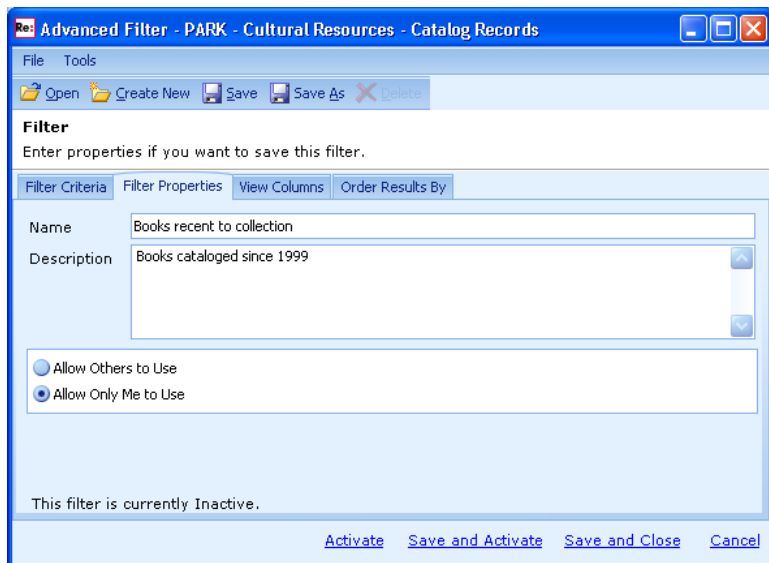 Re: Advanced Filter - PARK - Cultural Resources - Catalog Records
File Tools
Open Create New Save Save As Delete
Filter
Enter properties if you want to save this filter.
Filter Criteria Filter Properties View Columns Order Results By
Name Books recent to collection
Description Books cataloged since 1999
Allow Others to Use
Allow Only Me to Use
This filter is currently Inactive.
Activate Save and Activate Save and Close Cancel